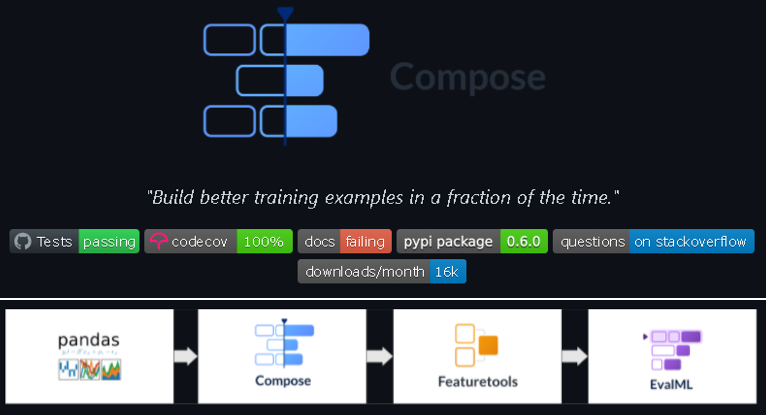 Compose
"Build better training examples in a fraction of the time."
Tests passing codecov 100% docs failing pypi package 0.6.0 questions on stackoverflow
downloads/month 16k
pandas Compose Featuretools EvalML